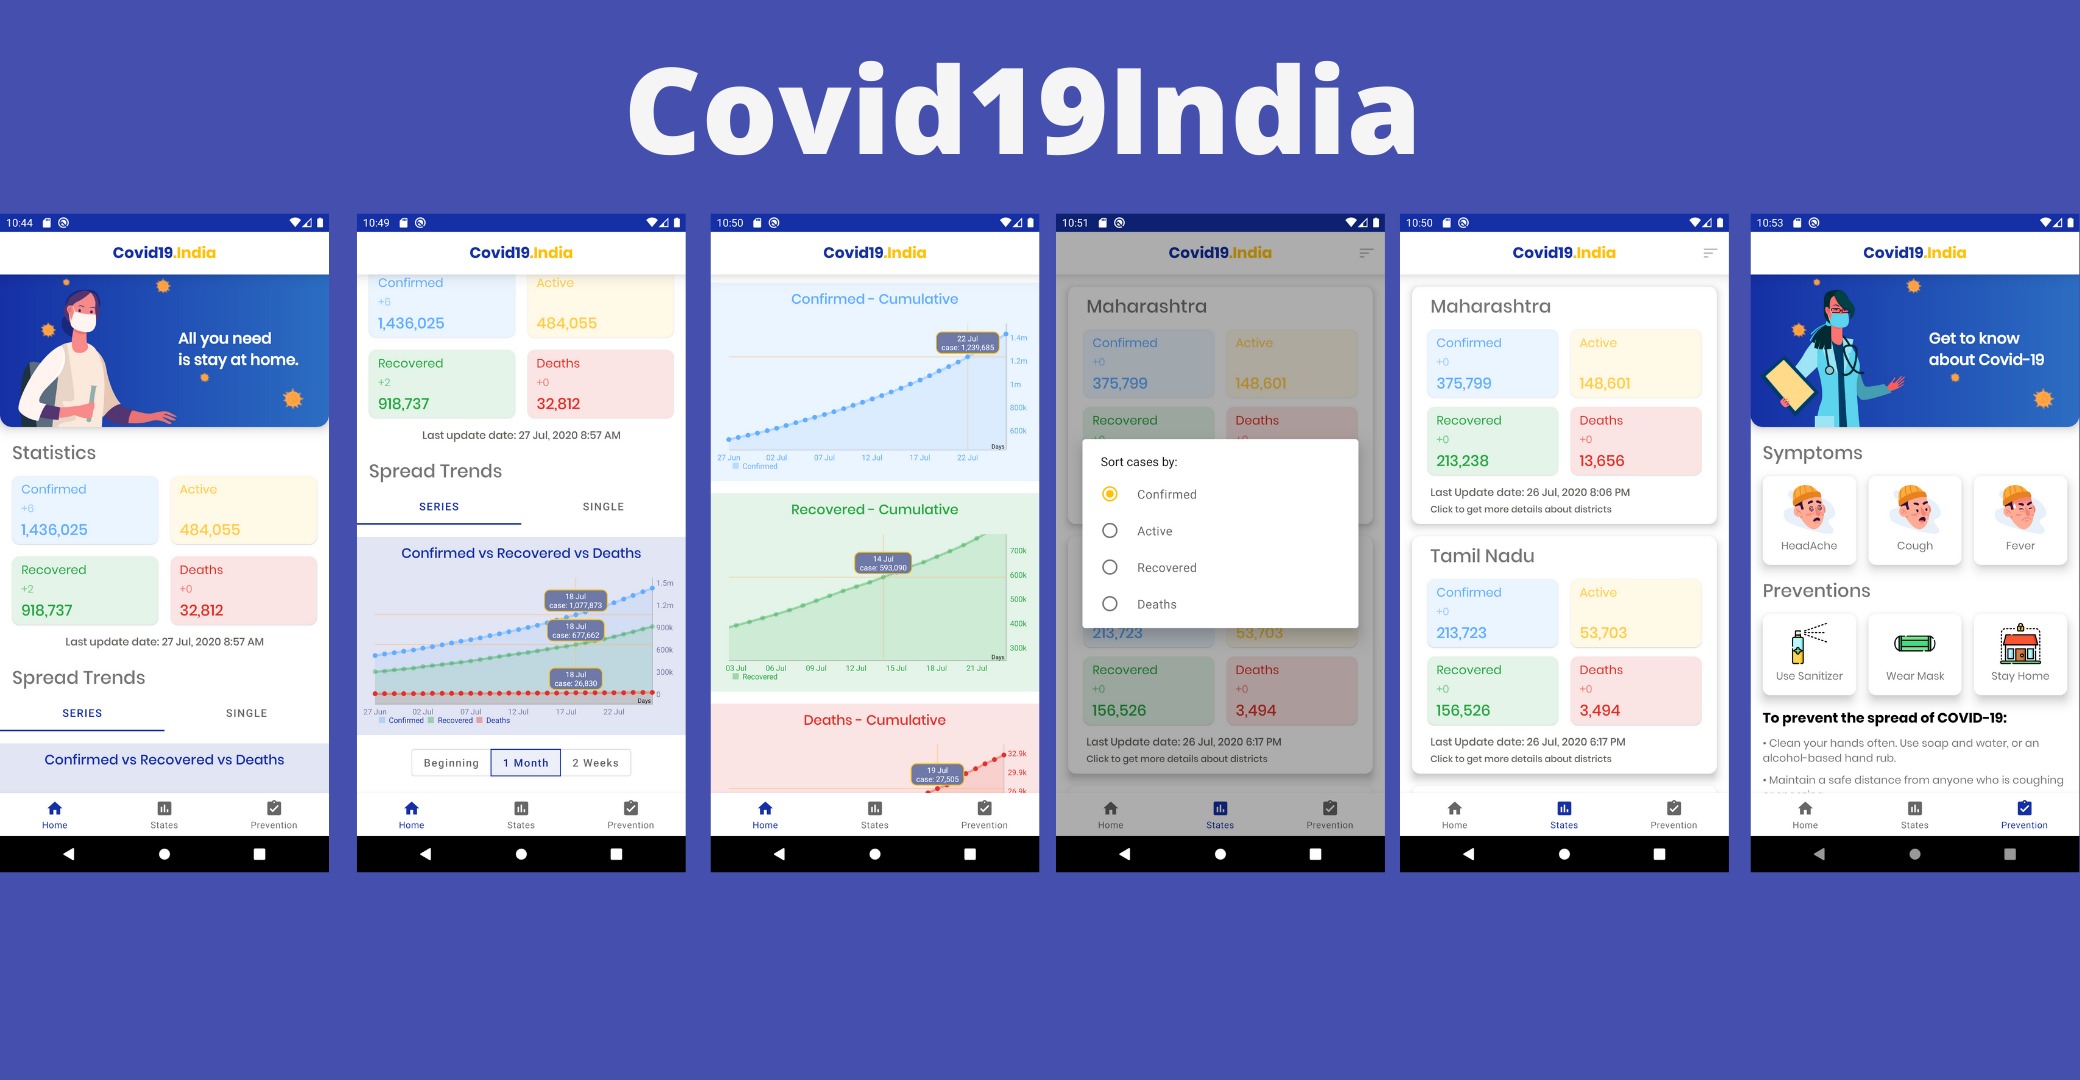 Covid19India
10:44
Covid19.India
All you need
is stay at home.
Statistics
Confirmed
+6
1,436,025
Active
484,055
Recovered
+2
918,737
Deaths
+0
32,812
Last update date: 27 Jul, 2020 8:57 AM
Spread Trends
SERIES
SINGLE
Confirmed vs Recovered vs Deaths
Home
States
Prevention
10:49
Covid19.India
Confirmed
+6
1,436,025
Active
484,055
Recovered
+2
918,737
Deaths
+0
32,812
Last update date: 27 Jul, 2020 8:57 AM
Spread Trends
SERIES
SINGLE
Confirmed vs Recovered vs Deaths
18 Jul
case: 1,077,873
18 Jul
case: 677,662
18 Jul
case: 26,830
1.5m
1.2m
900k
600k
300k
0
Days
27 Jun 02 Jul 07 Jul 12 Jul 17 Jul 22 Jul
Confirmed Recovered Deaths
Beginning
1 Month
2 Weeks
Home
States
Prevention
10:50
Covid19.India
Confirmed - Cumulative
22 Jul
case: 1,239,685
1.4m
1.2m
1m
800k
600k
Days
27 Jun 02 Jul 07 Jul 12 Jul 17 Jul 22 Jul
Confirmed
Recovered - Cumulative
14 Jul
case: 593,090
700k
600k
500k
400k
300k
Days
03 Jul 06 Jul 09 Jul 12 Jul 15 Jul 18 Jul 21 Jul
Recovered
Deaths - Cumulative
19 Jul
case: 27,505
32.9k
29.9k
26.9k
Home
States
Prevention
10:51
Covid19.India
Maharashtra
Confirmed
+0
375,799
Active
148,601
Recovered
Deaths
Sort cases by:
Confirmed
Active
Recovered
Deaths
213,723
53,703
Recovered
+0
156,526
Deaths
+0
3,494
Last Update date: 26 Jul, 2020 6:17 PM
Click to get more details about districts
Home
States
Prevention
10:50
Covid19.India
Maharashtra
Confirmed
+0
375,799
Active
148,601
Recovered
+0
213,238
Deaths
+0
13,656
Last Update date: 26 Jul, 2020 8:06 PM
Click to get more details about districts
Tamil Nadu
Confirmed
+0
213,723
Active
53,703
Recovered
+0
156,526
Deaths
+0
3,494
Last Update date: 26 Jul, 2020 6:17 PM
Click to get more details about districts
Home
States
Prevention
10:53
Covid19.India
Get to know
about Covid-19
Symptoms
HeadAche
Cough
Fever
Preventions
Use Sanitizer
Wear Mask
Stay Home
To prevent the spread of COVID-19:
• Clean your hands often. Use soap and water, or an
alcohol-based hand rub.
• Maintain a safe distance from anyone who is coughing
Home
States
Prevention